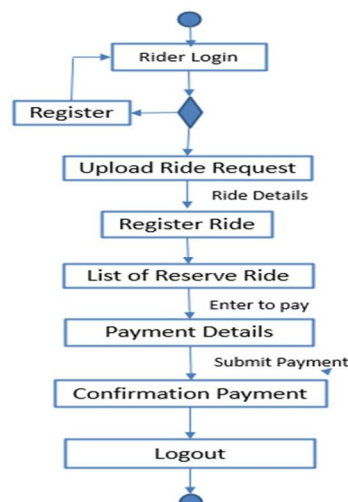 Rider Login
Register
Upload Ride Request
Ride Details
Register Ride
List of Reserve Ride
Enter to pay
Payment Details
Submit Payment
Confirmation Payment
Logout